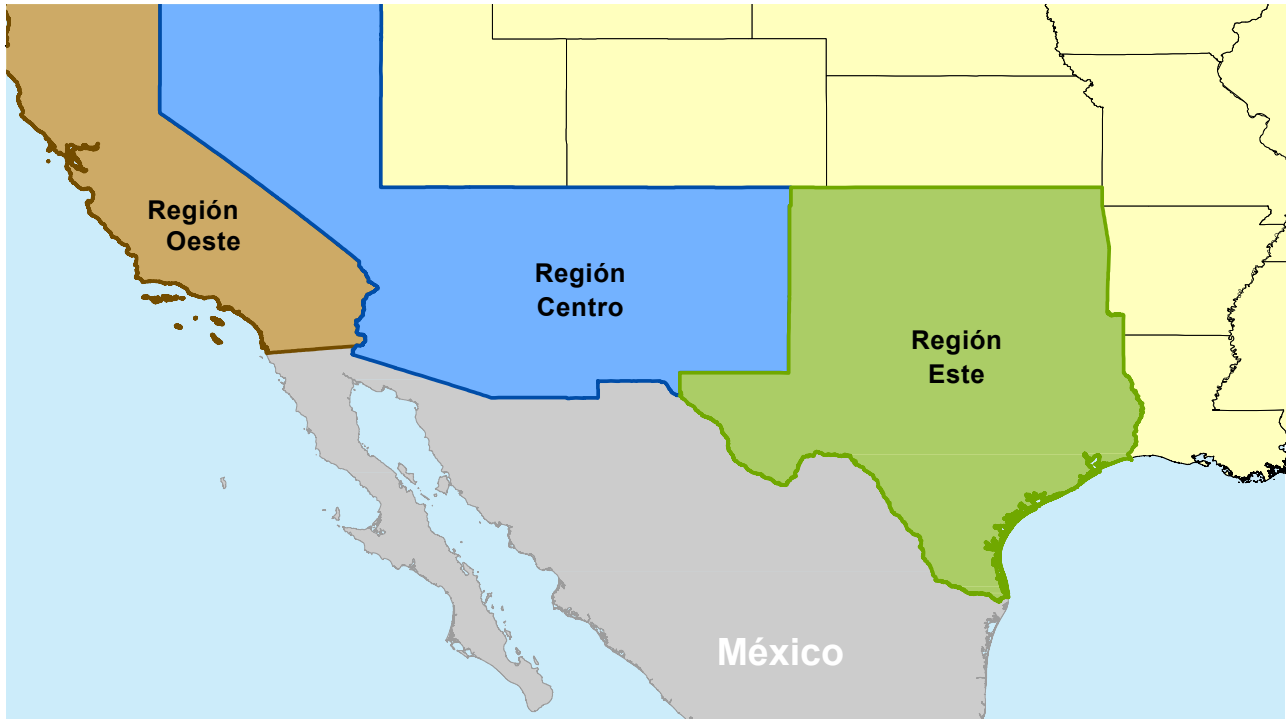 Región
Oeste
Región
Centro
Región
Este
México